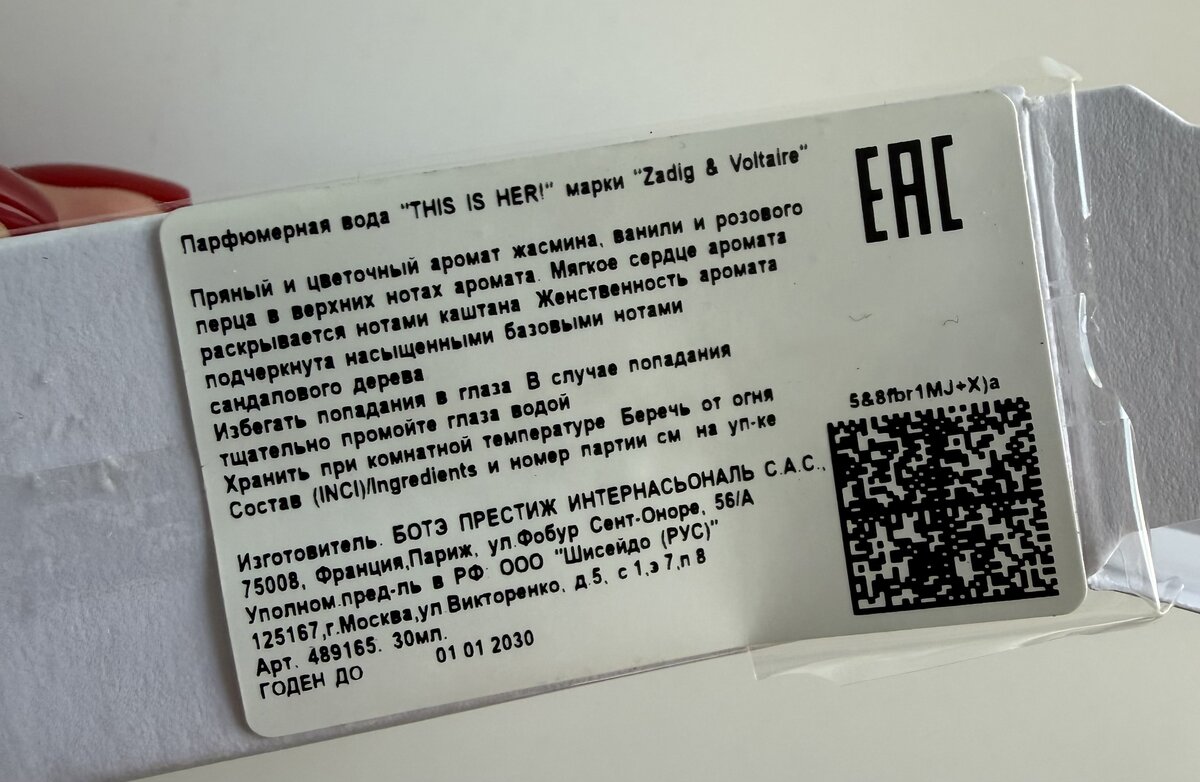 Парфюмерная вода "THIS IS HER!" марки "Zadig & Voltaire"
EAC
Пряный и цветочный аромат жасмина, ванили и розового
перца в верхних нотах аромата. Мягкое сердце аромата
раскрывается нотами каштана Женственность аромата
подчеркнута насыщенными базовыми нотами
сандалового дерева
Избегать попадания в глаза В случае попадания
тщательно промойте глаза водой
Хранить при комнатной температуре Беречь от огня
Состав (INCI)/Ingredients и номер партии см на уп-ке
5&8fbr1MJ+X)a
Изготовитель. БОТЭ ПРЕСТИЖ ИНТЕРНАСЬОНАЛЬ С.А.С.,
75008, Франция,Париж, ул.Фобур Сент-Оноре, 56/А
Уполном.пред-ль в РФ ООО "Шисейдо (РУС)"
125167,г.Москва,ул.Викторенко, д.5, с 1,э 7,п 8
Арт. 489165. 30мл.
ГОДЕН ДО 01 01 2030